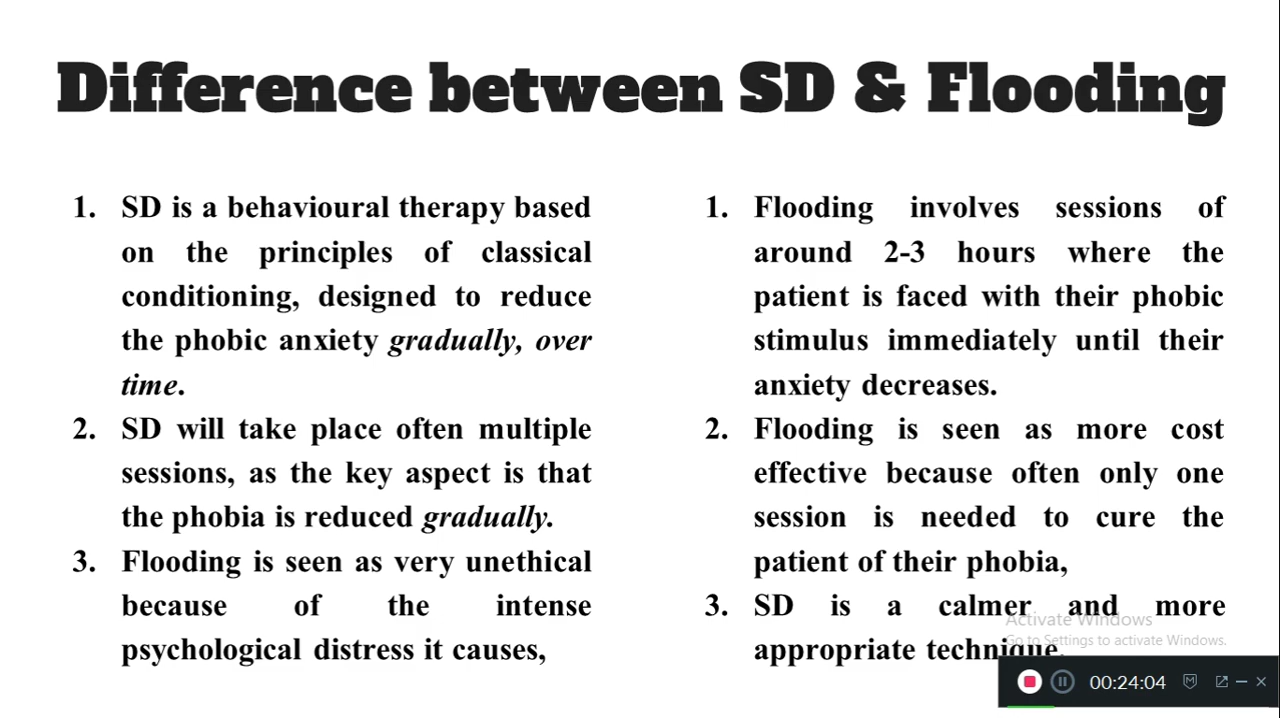 Difference between SD & Flooding
1. SD is a behavioural therapy based
on the principles of classical
conditioning, designed to reduce
the phobic anxiety gradually, over
time.
2. SD will take place often multiple
sessions, as the key aspect is that
the phobia is reduced gradually.
3. Flooding is seen as very unethical
because of the intense
psychological distress it causes,
1. Flooding involves sessions of
around 2-3 hours where the
patient is faced with their phobic
stimulus immediately until their
anxiety decreases.
2. Flooding is seen as more cost
effective because often only one
session is needed to cure the
patient of their phobia,
3. SD is a calmer and more
appropriate technique.
Activate Windows
Go to Settings to activate Windows.
00:24:04